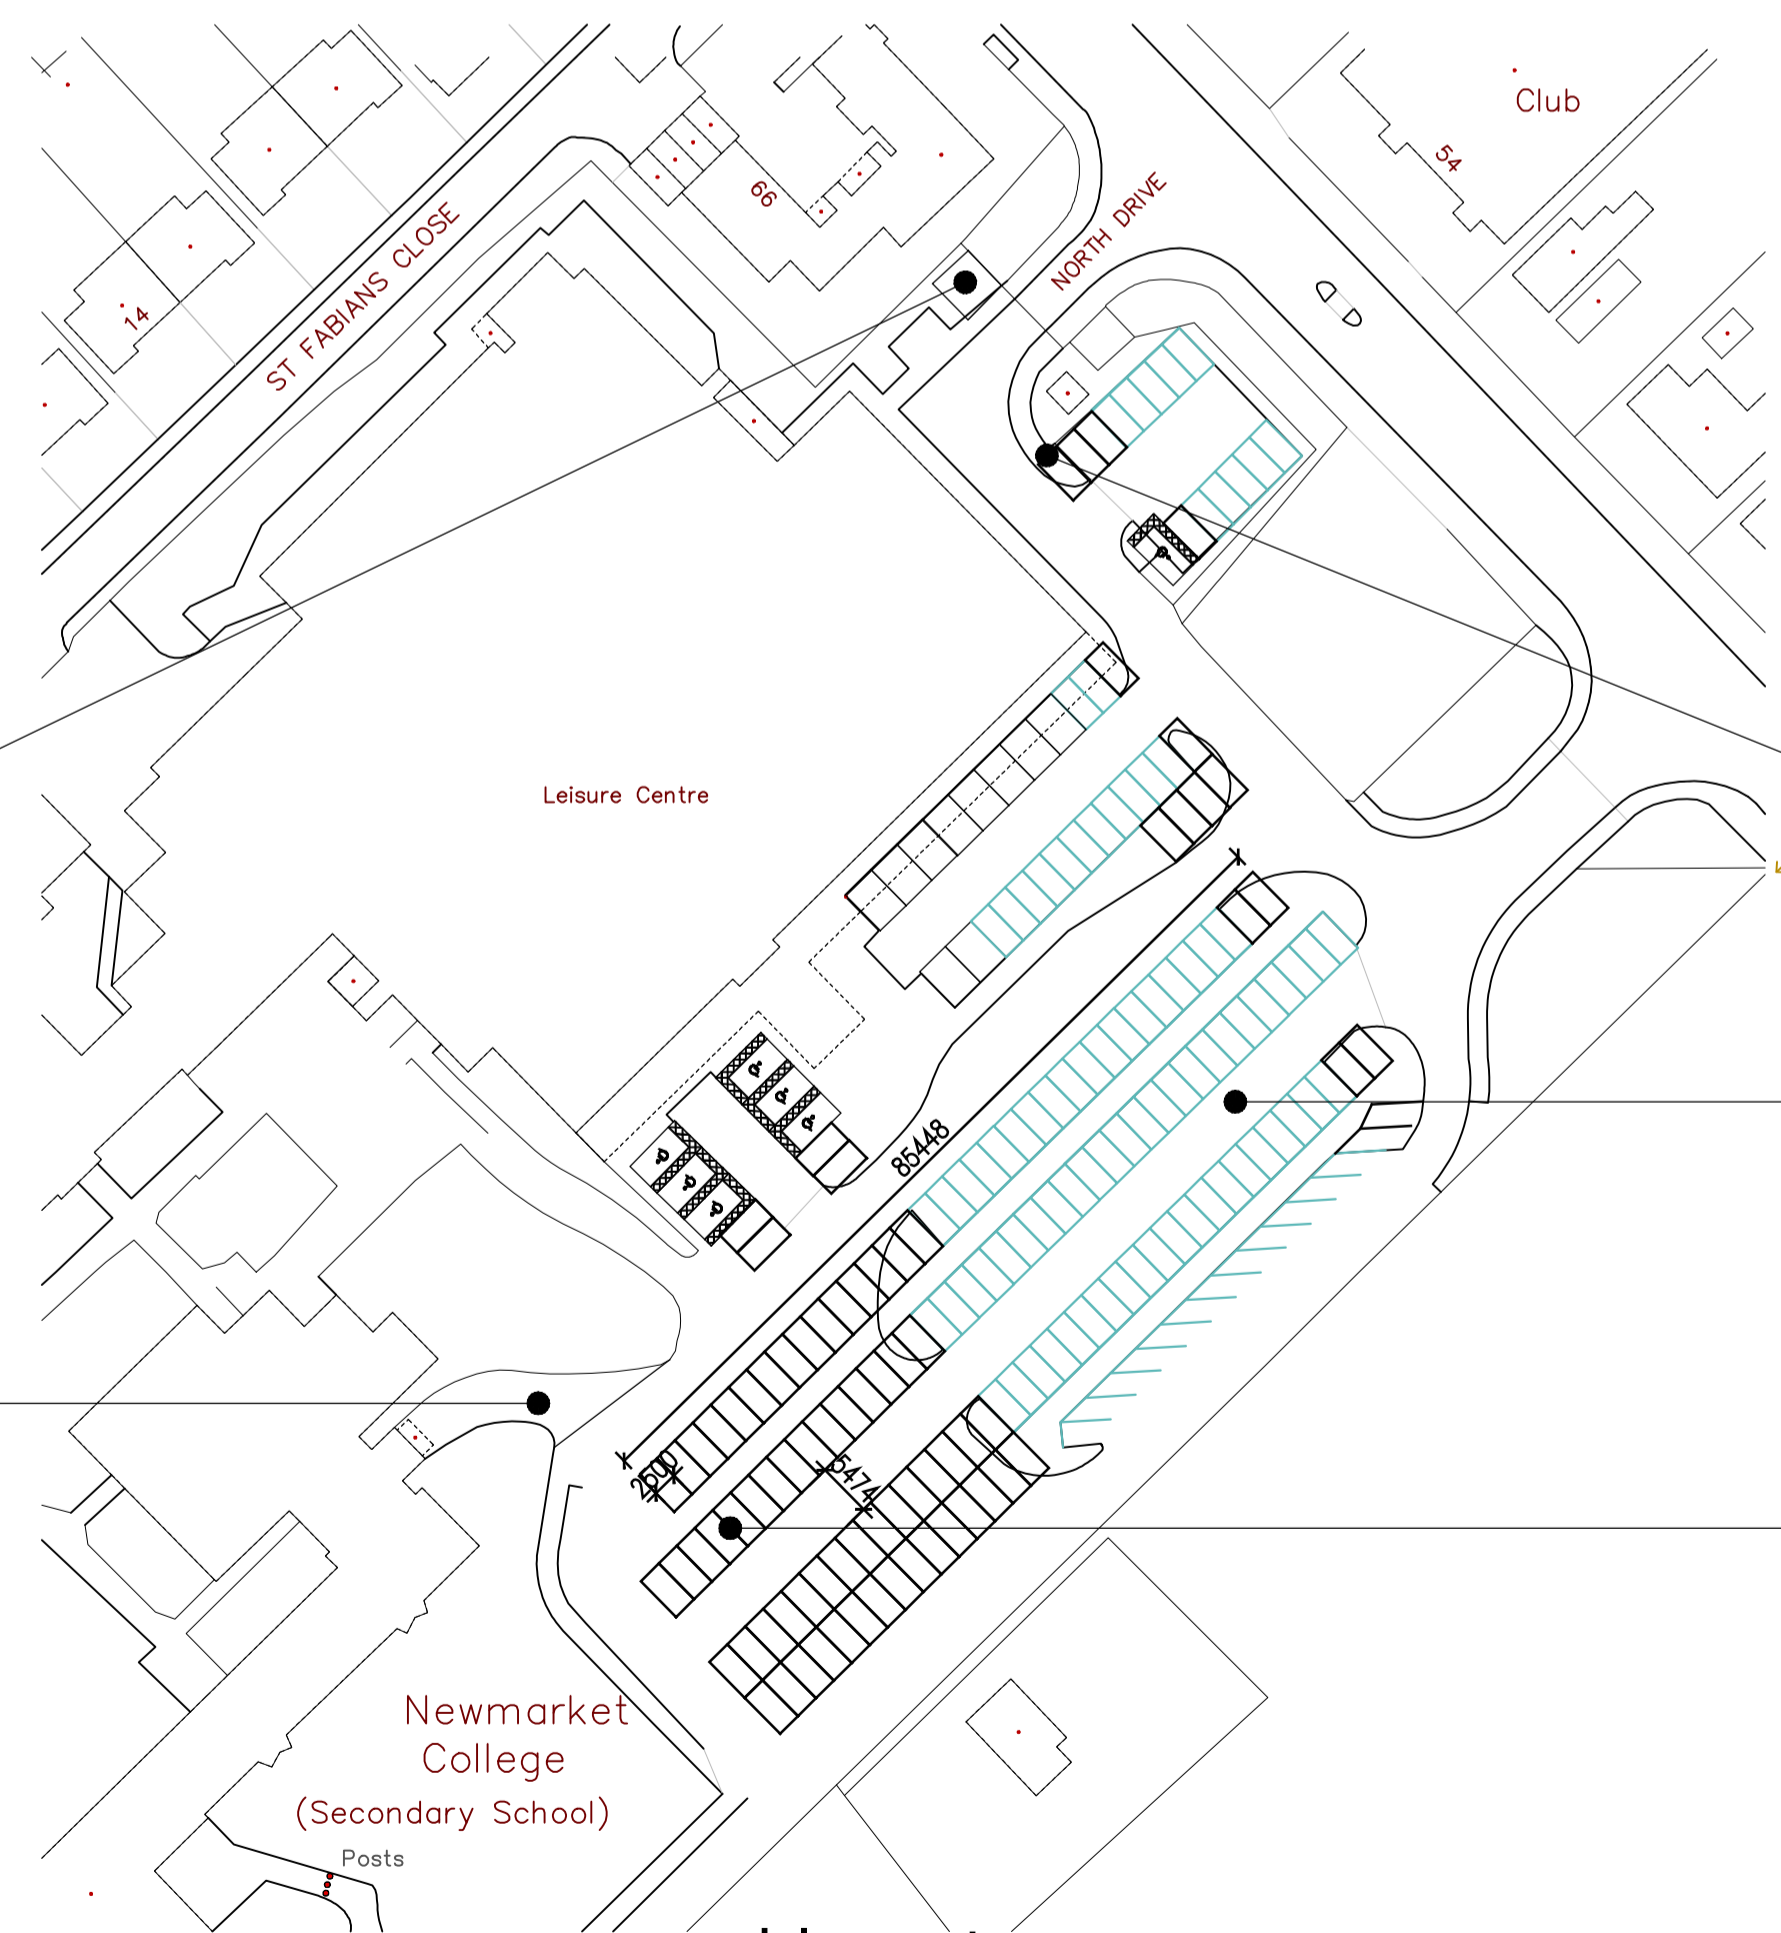 Club
54
66
NORTH DRIVE
ST FABIANS CLOSE
14
Leisure Centre
85448
2500
5474
Newmarket
College
(Secondary School)
Posts